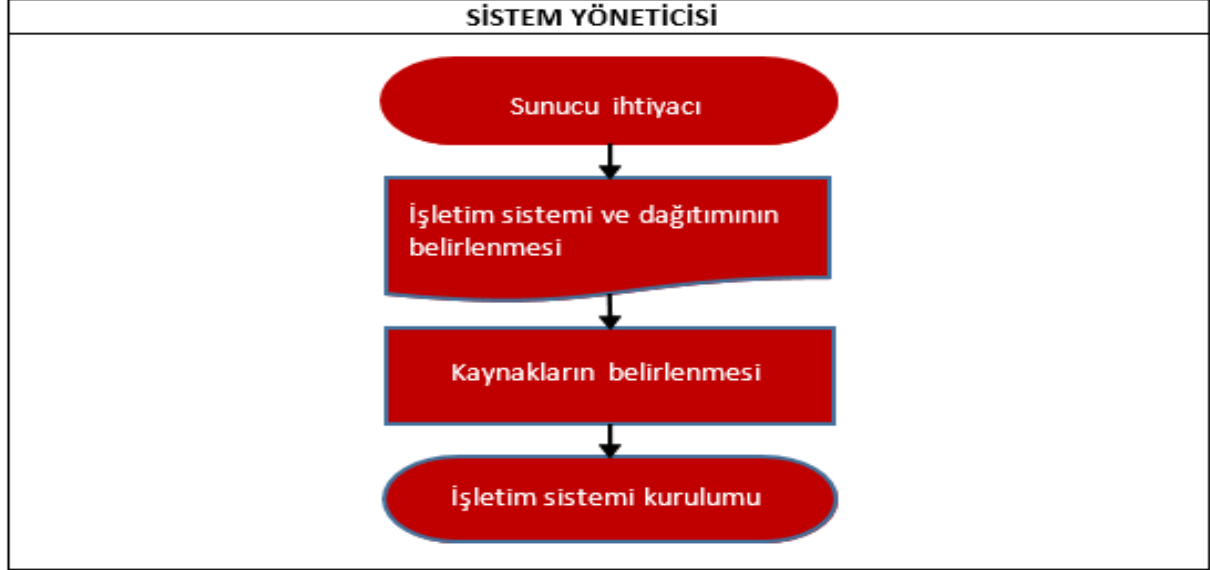 SİSTEM YÖNETİCİSİ
Sunucu ihtiyacı
İşletim sistemi ve dağıtımının
belirlenmesi
Kaynakların belirlenmesi
İşletim sistemi kurulumu